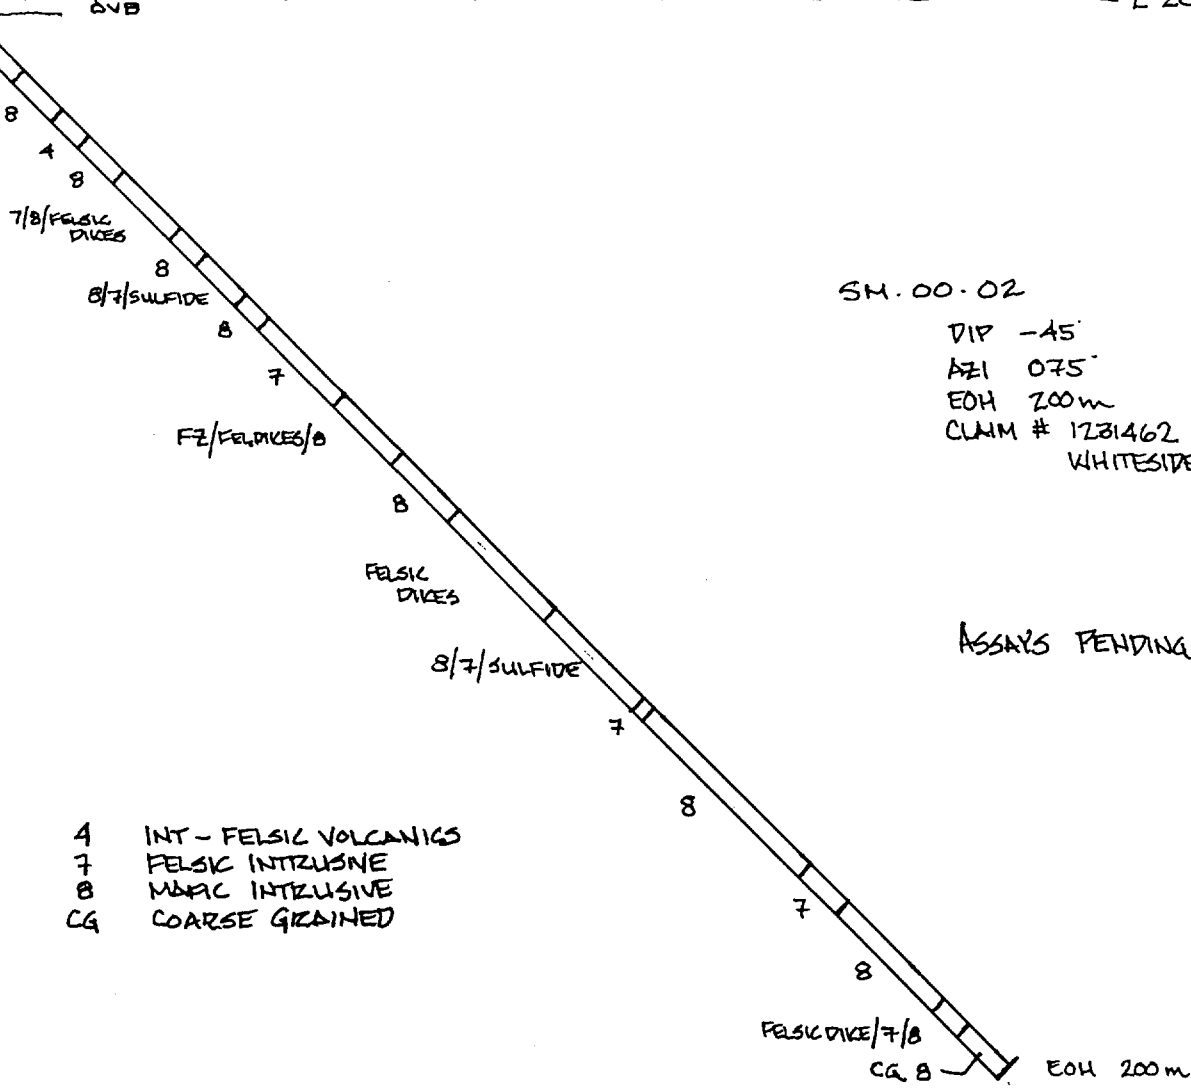 OVB
L 20
8
4
8
7/8/FELSIC
DIKES
8
8/7/SULFIDE
8
7
FZ/FEL.DIKES/8
8
FELSIC
DIKES
8/7/SULFIDE
7
8
7
8
FELSIC DIKE/7/8
CG 8
EOH 200m
SM.00.02
DIP -45°
AZI 075°
EOH 200m
CLAIM # 1231462
WHITESIDE
ASSAYS PENDING
4 INT - FELSIC VOLCANICS
7 FELSIC INTRUSIVE
8 MAFIC INTRUSIVE
CG COARSE GRAINED